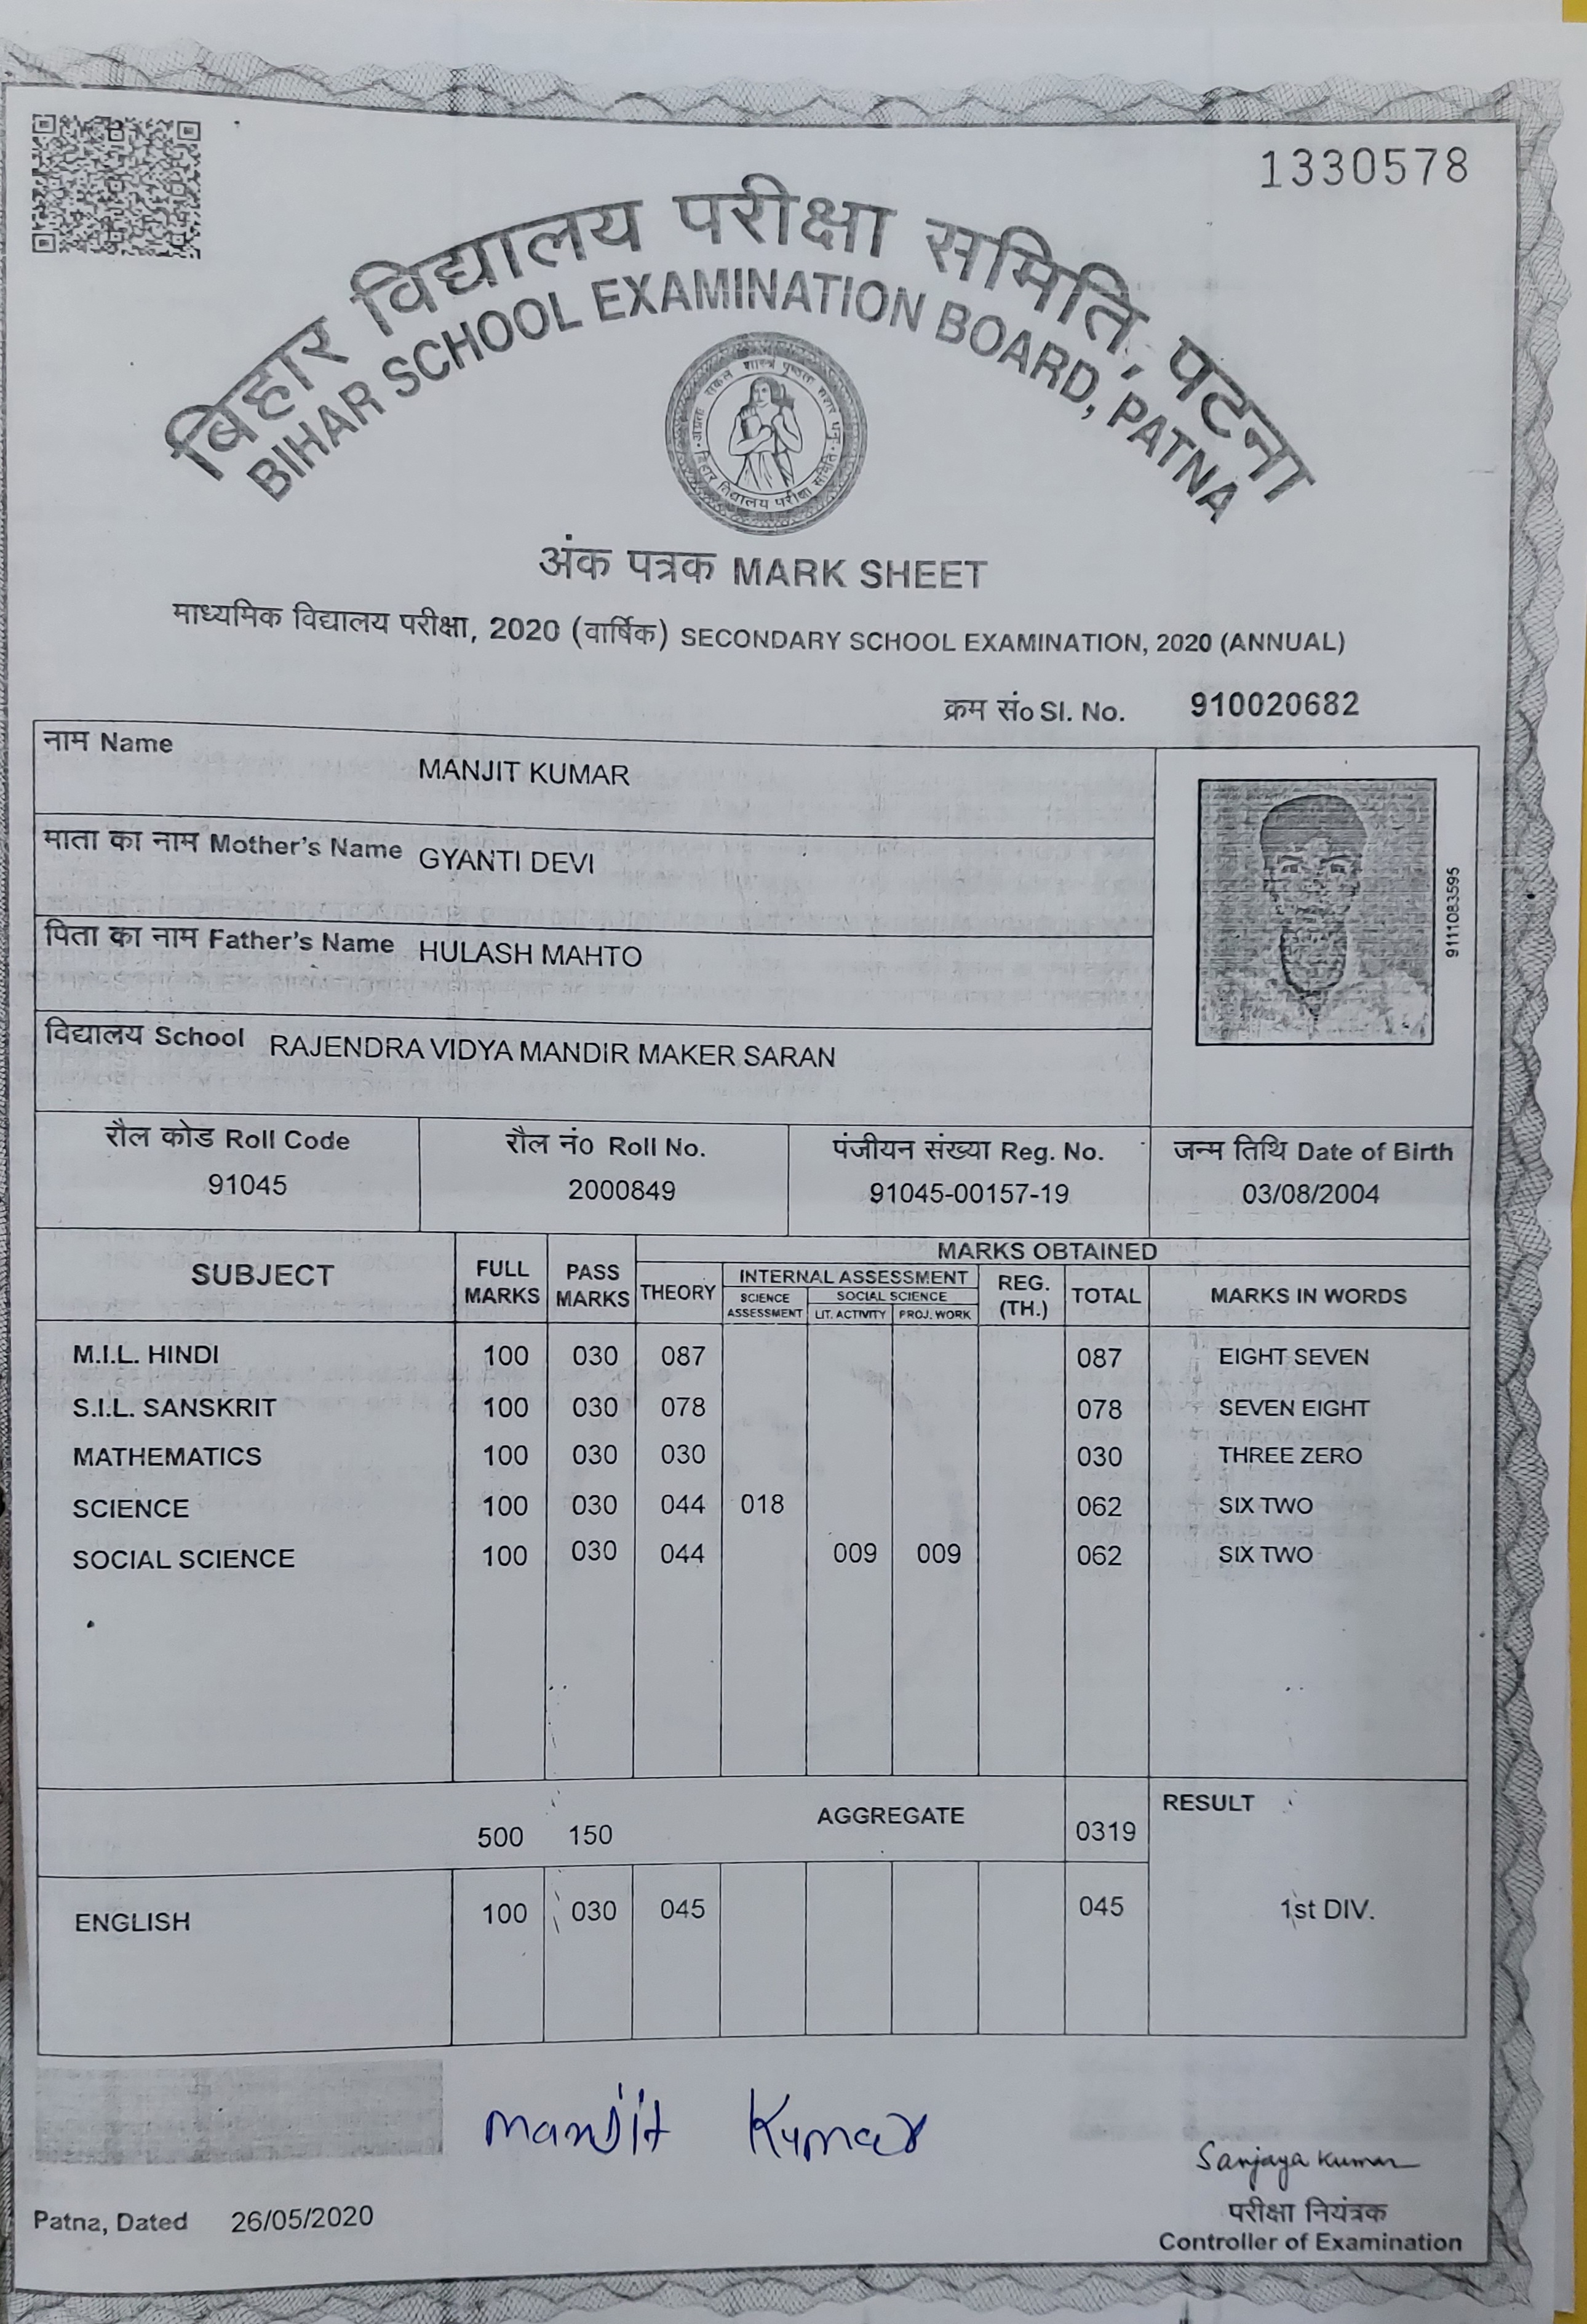 1330578
बिहार विद्यालय परीक्षा समिति, पटना
BIHAR SCHOOL EXAMINATION BOARD, PATNA
बिहार विद्यालय परीक्षा समिति
अंक पत्रक MARK SHEET
माध्यमिक विद्यालय परीक्षा, 2020 (वार्षिक) SECONDARY SCHOOL EXAMINATION, 2020 (ANNUAL)
क्रम सं० Sl. No. 910020682
नाम Name MANJIT KUMAR
माता का नाम Mother's Name GYANTI DEVI
पिता का नाम Father's Name HULASH MAHTO
9111083595
विद्यालय School RAJENDRA VIDYA MANDIR MAKER SARAN
रौल कोड Roll Code रौल नं० Roll No. पंजीयन संख्या Reg. No. जन्म तिथि Date of Birth
91045 2000849 91045-00157-19 03/08/2004
SUBJECT FULL MARKS PASS MARKS MARKS OBTAINED
THEORY INTERNAL ASSESSMENT REG. (TH.) TOTAL MARKS IN WORDS
SCIENCE ASSESSMENT SOCIAL SCIENCE
LIT. ACTIVITY PROJ. WORK
M.I.L. HINDI 100 030 087 087 EIGHT SEVEN
S.I.L. SANSKRIT 100 030 078 078 SEVEN EIGHT
MATHEMATICS 100 030 030 030 THREE ZERO
SCIENCE 100 030 044 018 062 SIX TWO
SOCIAL SCIENCE 100 030 044 009 009 062 SIX TWO
500 150 AGGREGATE 0319 RESULT
ENGLISH 100 030 045 045 1st DIV.
Manjit Kumar
Sanjaya Kumar
Patna, Dated 26/05/2020
परीक्षा नियंत्रक
Controller of Examination